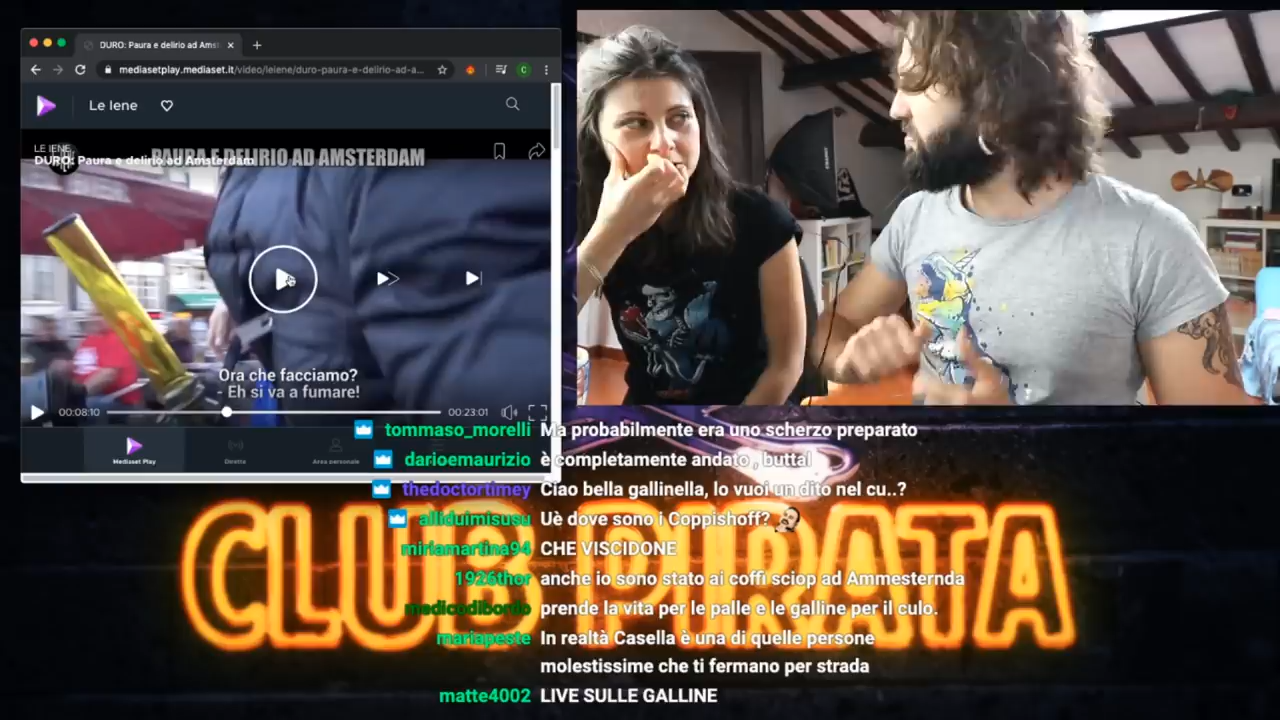 DURO: Paura e delirio ad Amst
mediasetplay.mediaset.it/video/leiene/duro-paura-e-delirio-ad-a...
Le Iene
LE IENE
DURO: Paura e delirio ad Amsterdam
PAURA E DELIRIO AD AMSTERDAM
Ora che facciamo?
- Eh si va a fumare!
00:08:10
00:23:01
Mediaset Play
Diretta
Area personale
tommaso_morelli Ma probabilmente era uno scherzo preparato
darioemaurizio è completamente andato , buttal
thedoctortimey Ciao bella gallinella, lo vuoi un dito nel cu..?
alliduimisusu Uè dove sono i Coppishoff?
miriamartina94 CHE VISCIDONE
1926thor anche io sono stato ai coffi sciop ad Ammesternda
medicodibordo prende la vita per le palle e le galline per il culo.
mariapeste In realtà Casella è una di quelle persone
molestissime che ti fermano per strada
matte4002 LIVE SULLE GALLINE
CLUB PIRATA